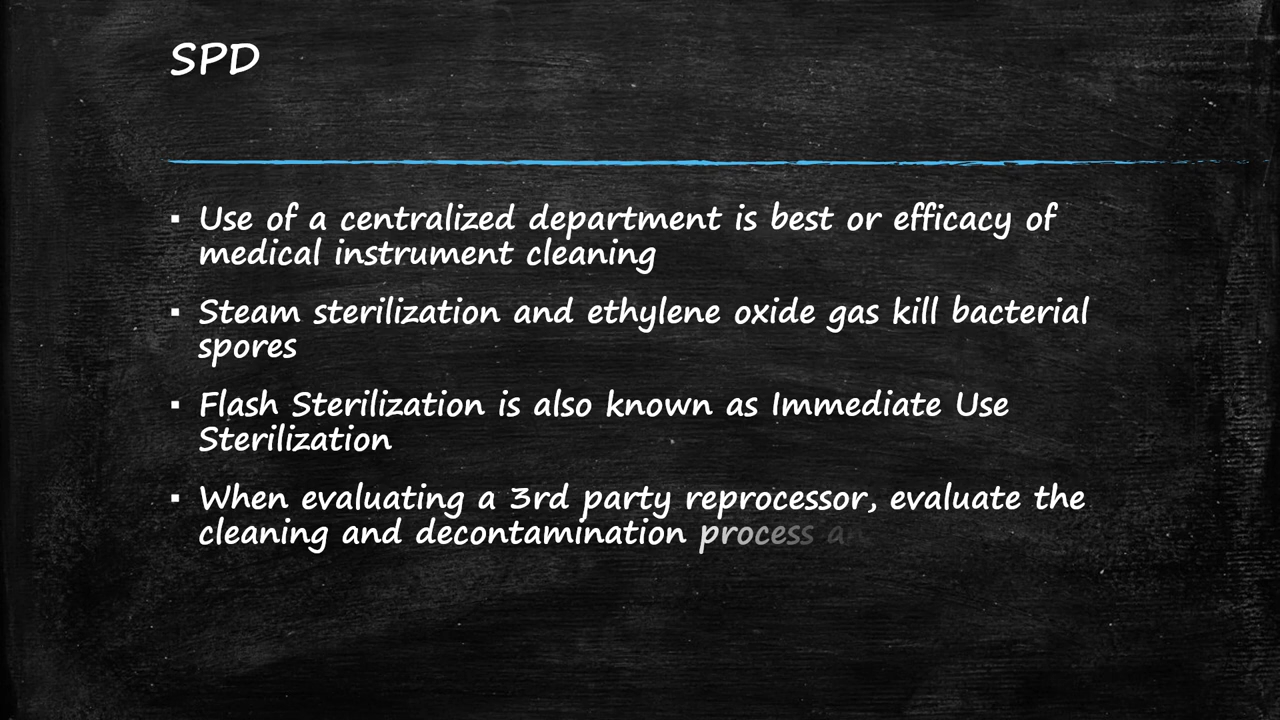 SPD
▪ Use of a centralized department is best or efficacy of
medical instrument cleaning
▪ Steam sterilization and ethylene oxide gas kill bacterial
spores
▪ Flash Sterilization is also known as Immediate Use
Sterilization
▪ When evaluating a 3rd party reprocessor, evaluate the
cleaning and decontamination process